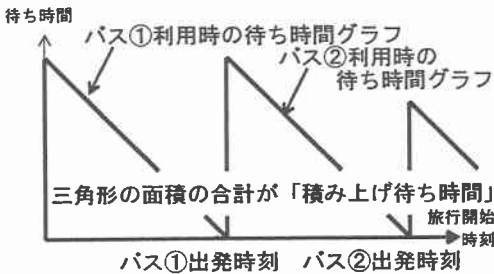 待ち時間
バス①利用時の待ち時間グラフ
バス②利用時の
待ち時間グラフ
三角形の面積の合計が「積み上げ待ち時間」
旅行開始
時刻
バス①出発時刻
バス②出発時刻